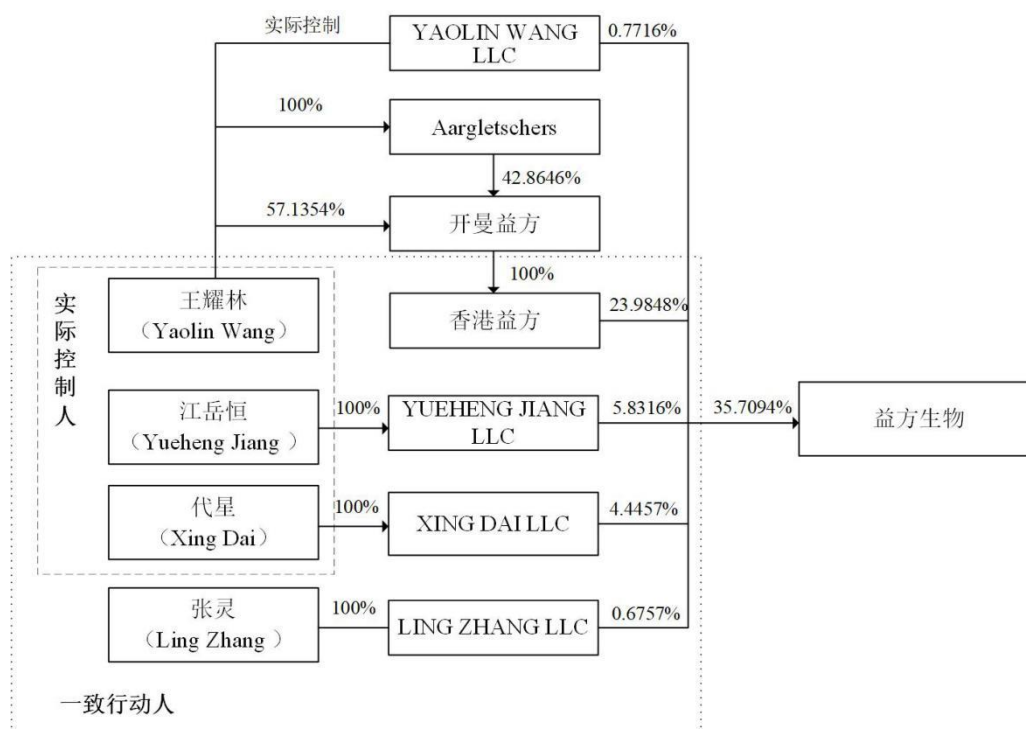 实际控制
YAOLIN WANG
LLC
0.7716%
100%
Aargletschers
42.8646%
57.1354%
开曼益方
100%
实际控制人
王耀林
（Yaolin Wang）
香港益方
23.9848%
江岳恒
（Yueheng Jiang ）
100%
YUEHENG JIANG
LLC
5.8316%
35.7094%
益方生物
代星
（Xing Dai）
100%
XING DAI LLC
4.4457%
张灵
（Ling Zhang ）
100%
LING ZHANG LLC
0.6757%
一致行动人